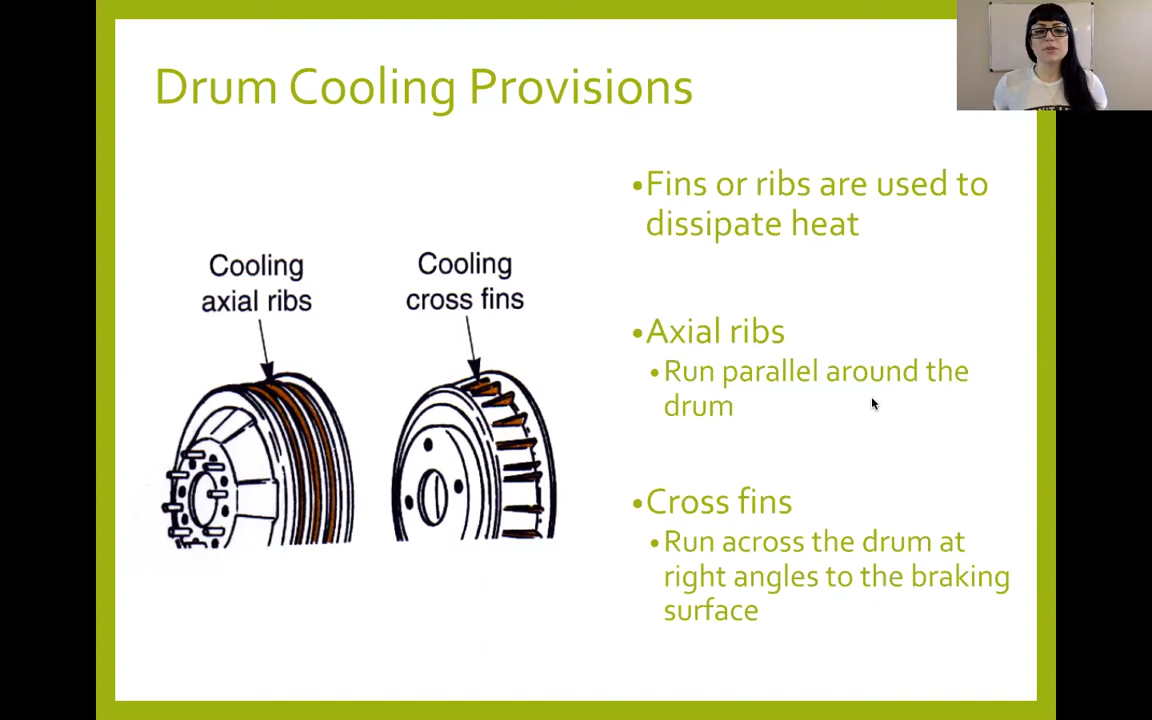 Drum Cooling Provisions
Cooling
axial ribs
Cooling
cross fins
•Fins or ribs are used to
dissipate heat
•Axial ribs
•Run parallel around the
drum
•Cross fins
•Run across the drum at
right angles to the braking
surface